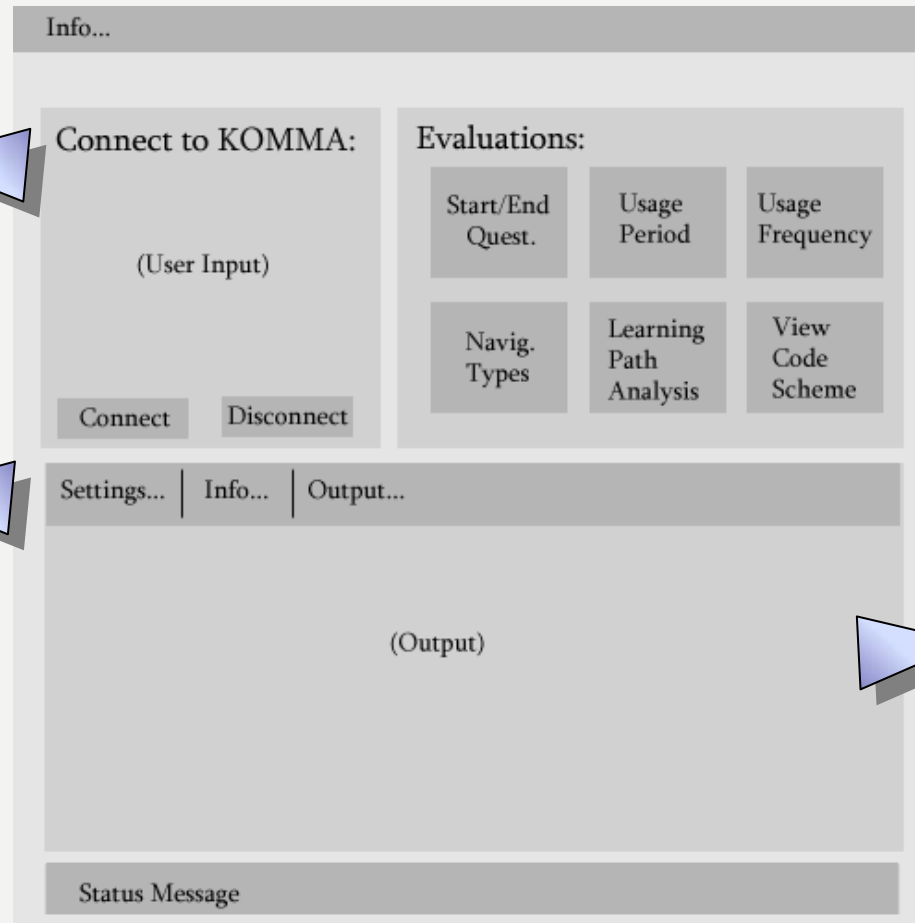 Info...
Connect to KOMMA:
(User Input)
Connect
Disconnect
Evaluations:
Start/End
Quest.
Usage
Period
Usage
Frequency
Navig.
Types
Learning
Path
Analysis
View
Code
Scheme
Settings...
Info...
Output...
(Output)
Status Message